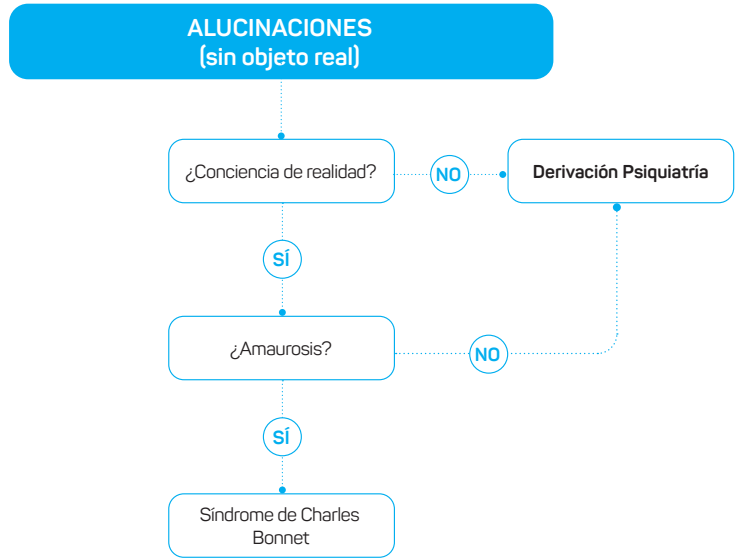 ALUCINACIONES
(sin objeto real)
¿Conciencia de realidad?
NO
Derivación Psiquiatría
SÍ
¿Amaurosis?
NO
SÍ
Síndrome de Charles
Bonnet